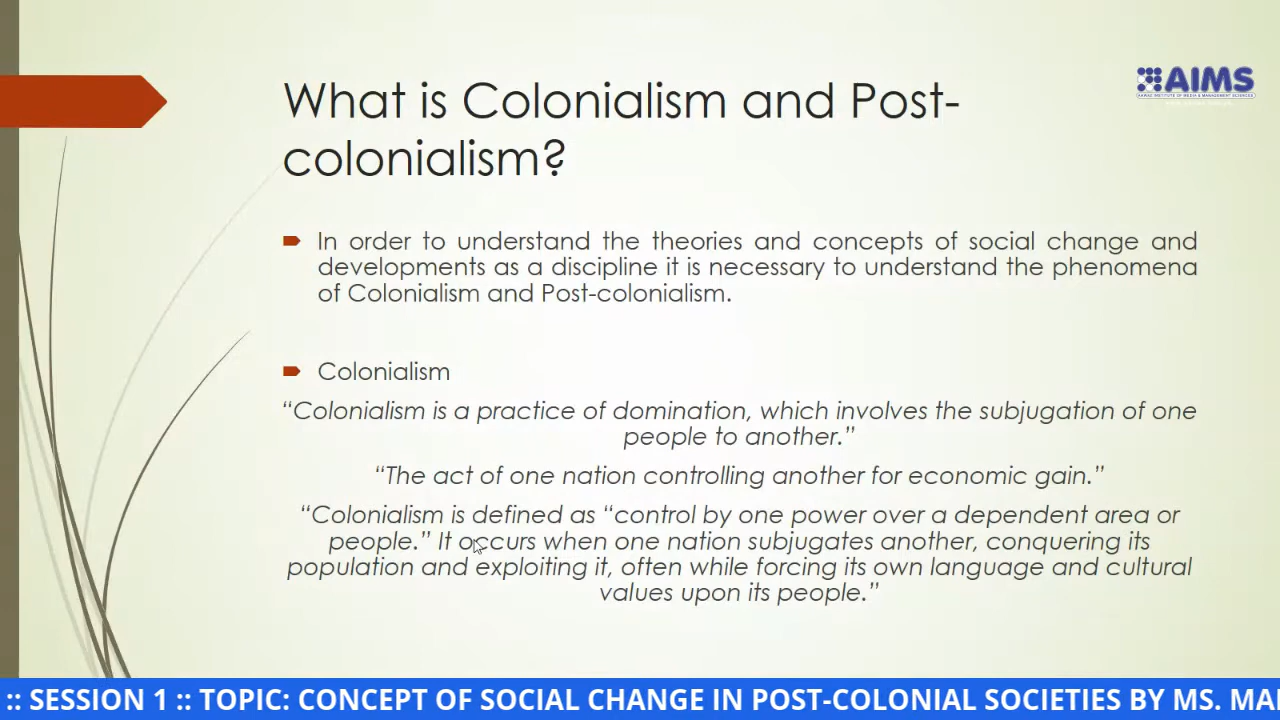 What is Colonialism and Post-
colonialism?
AIMS
In order to understand the theories and concepts of social change and
developments as a discipline it is necessary to understand the phenomena
of Colonialism and Post-colonialism.
Colonialism
“Colonialism is a practice of domination, which involves the subjugation of one
people to another.”
“The act of one nation controlling another for economic gain.”
“Colonialism is defined as “control by one power over a dependent area or
people.” It occurs when one nation subjugates another, conquering its
population and exploiting it, often while forcing its own language and cultural
values upon its people.”
:: SESSION 1 :: TOPIC: CONCEPT OF SOCIAL CHANGE IN POST-COLONIAL SOCIETIES BY MS.